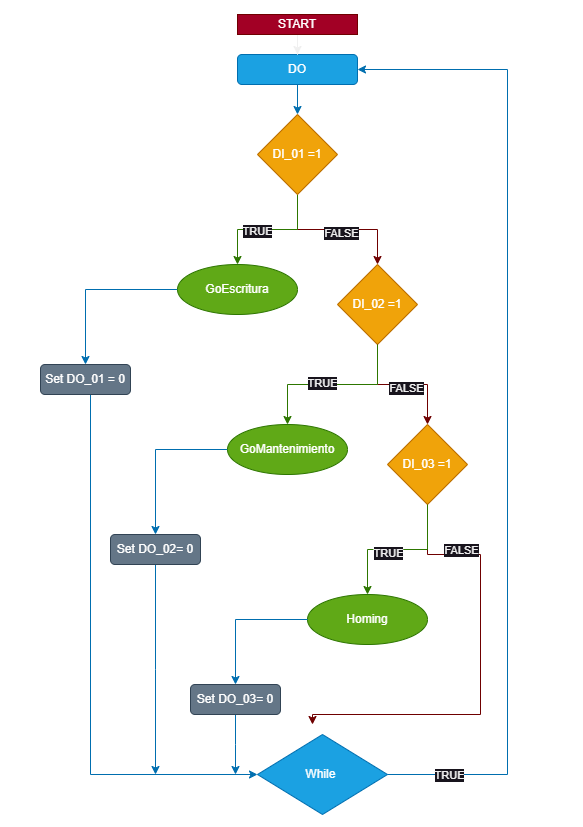 START
DO
DI_01 =1
TRUE
FALSE
GoEscritura
DI_02 =1
Set DO_01 = 0
TRUE
FALSE
GoMantenimiento
DI_03 =1
Set DO_02= 0
TRUE
FALSE
Homing
Set DO_03= 0
While
TRUE